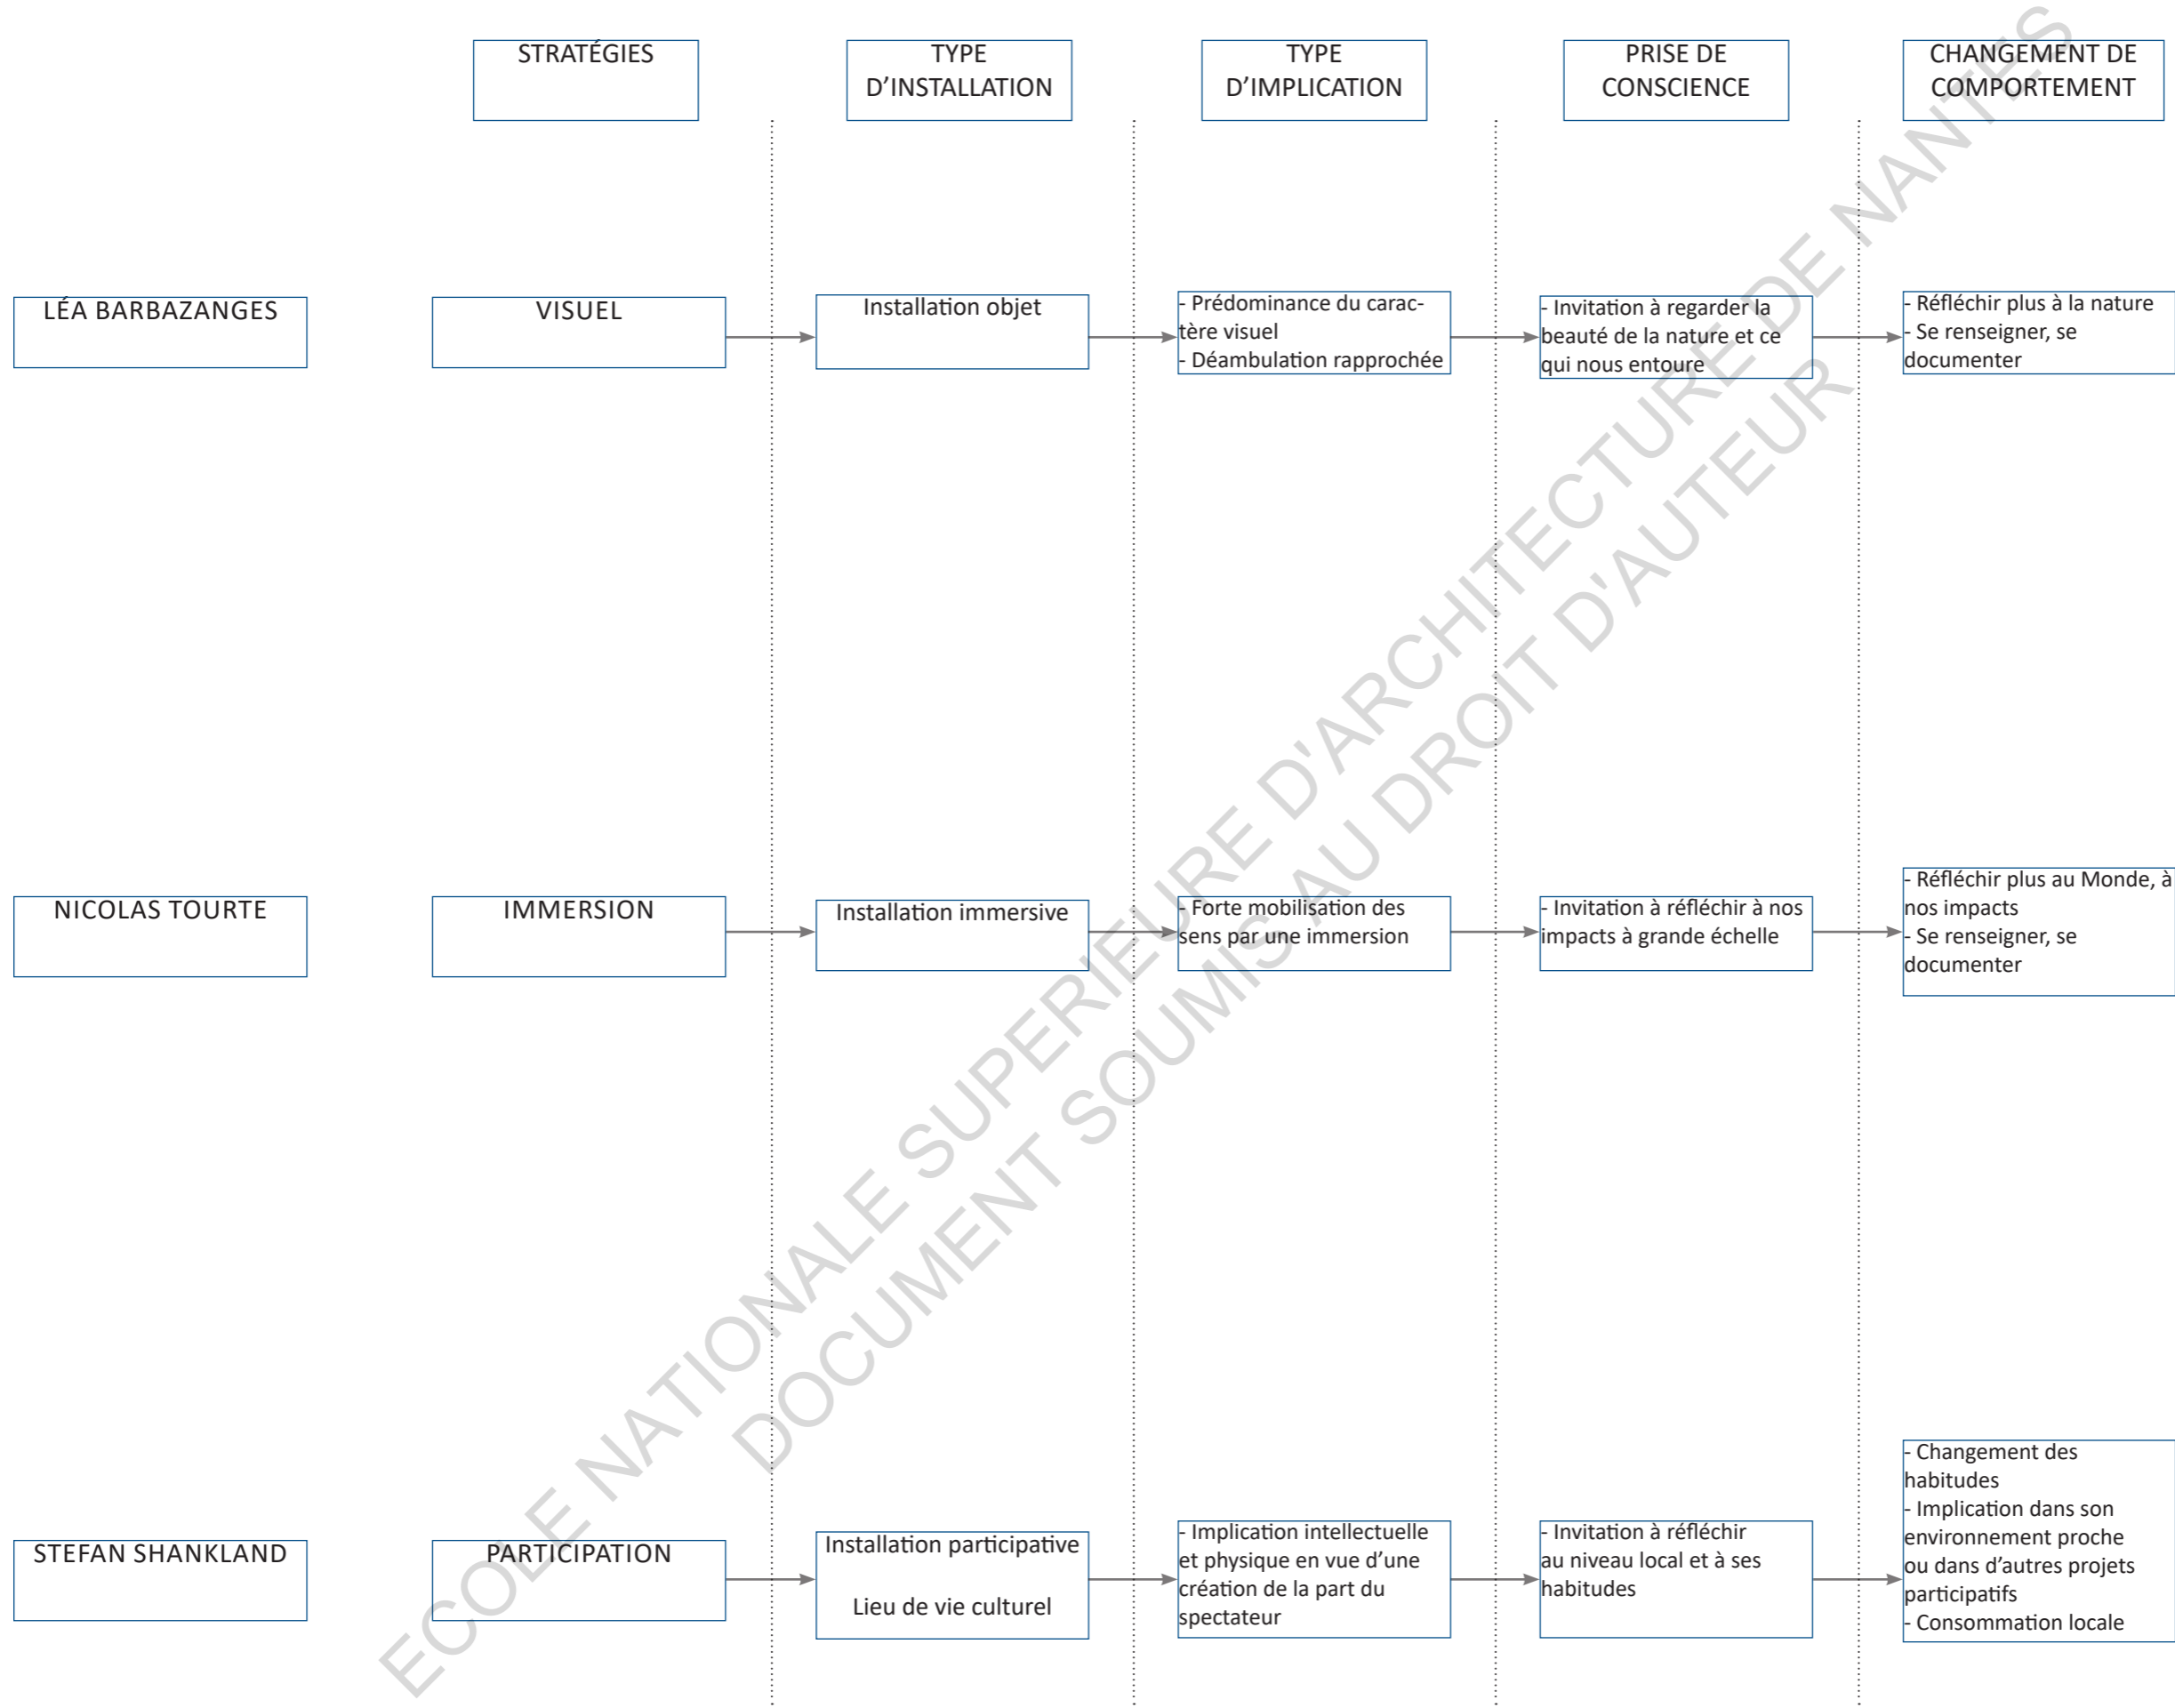 STRATÉGIES
TYPE
D'INSTALLATION
TYPE
D'IMPLICATION
PRISE DE
CONSCIENCE
CHANGEMENT DE
COMPORTEMENT
LÉA BARBAZANGES
VISUEL
Installation objet
- Prédominance du carac-
tère visuel
- Déambulation rapprochée
- Invitation à regarder la
beauté de la nature et ce
qui nous entoure
- Réfléchir plus à la nature
- Se renseigner, se
documenter
NICOLAS TOURTE
IMMERSION
Installation immersive
- Forte mobilisation des
sens par une immersion
- Invitation à réfléchir à nos
impacts à grande échelle
- Réfléchir plus au Monde, à
nos impacts
- Se renseigner, se
documenter
STEFAN SHANKLAND
PARTICIPATION
Installation participative
Lieu de vie culturel
- Implication intellectuelle
et physique en vue d'une
création de la part du
spectateur
- Invitation à réfléchir
au niveau local et à ses
habitudes
- Changement des
habitudes
- Implication dans son
environnement proche
ou dans d'autres projets
participatifs
- Consommation locale
ECOLE NATIONALE SUPERIEURE D'ARCHITECTURE DE NANTES
DOCUMENT SOUMIS AU DROIT D'AUTEUR